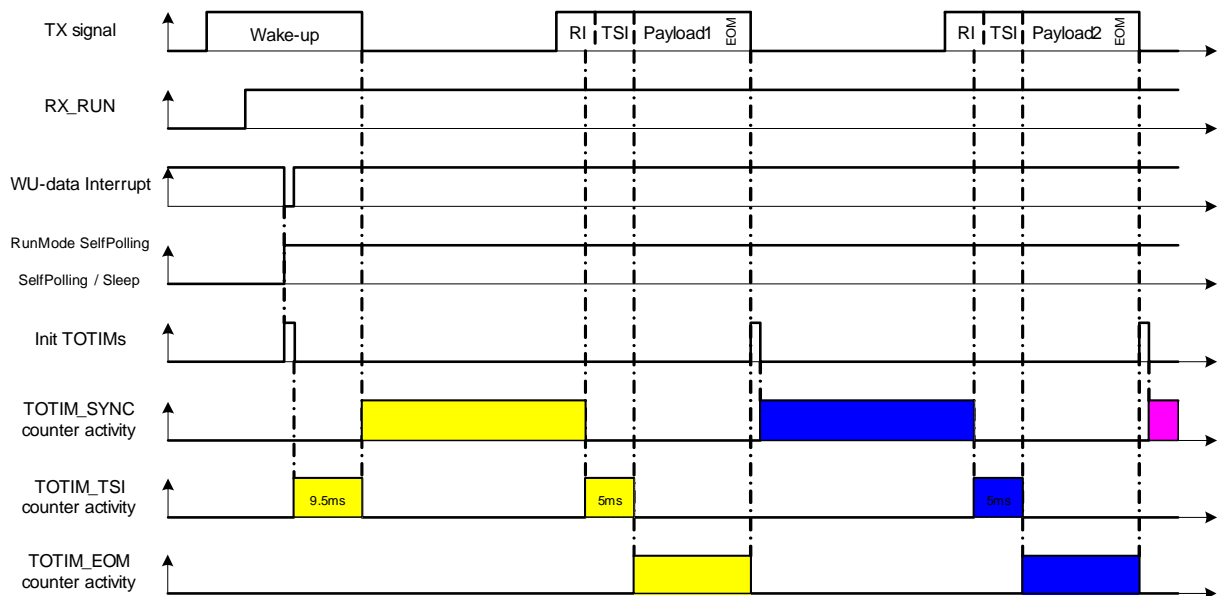 TX signal
Wake-up
RI
TSI
Payload1
EOM
RI
TSI
Payload2
EOM
RX_RUN
WU-data Interrupt
RunMode SelfPolling
SelfPolling / Sleep
Init TOTIMs
TOTIM_SYNC
counter activity
TOTIM_TSI
counter activity
9.5ms
5ms
5ms
TOTIM_EOM
counter activity